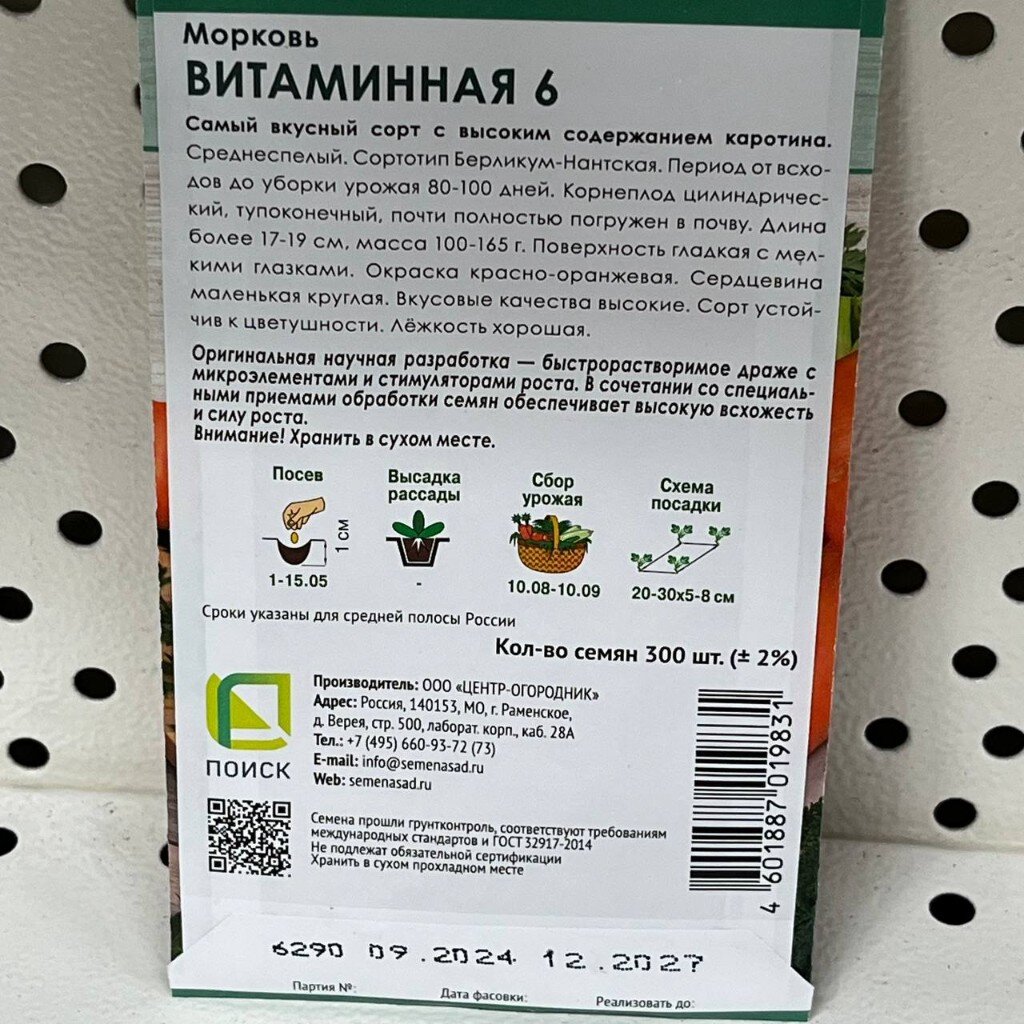 Морковь
ВИТАМИННАЯ 6
Самый вкусный сорт с высоким содержанием каротина.
Среднеспелый. Сортотип Берликум-Нантская. Период от всхо-
дов до уборки урожая 80-100 дней. Корнеплод цилиндричес-
кий, тупоконечный, почти полностью погружен в почву. Длина
более 17-19 см, масса 100-165 г. Поверхность гладкая с мел-
кими глазками. Окраска красно-оранжевая. Сердцевина
маленькая круглая. Вкусовые качества высокие. Сорт устой-
чив к цветушности. Лёжкость хорошая.
Оригинальная научная разработка — быстрорастворимое драже с
микроэлементами и стимуляторами роста. В сочетании со специаль-
ными приемами обработки семян обеспечивает высокую всхожесть
и силу роста.
Внимание! Хранить в сухом месте.
Посев
1 см
1-15.05
Высадка
рассады
-
Сбор
урожая
10.08-10.09
Схема
посадки
20-30x5-8 см
Сроки указаны для средней полосы России
Кол-во семян 300 шт. (± 2%)
ПОИСК
Производитель: ООО «ЦЕНТР-ОГОРОДНИК»
Адрес: Россия, 140153, МО, г. Раменское,
д. Верея, стр. 500, лаборат. корп., каб. 28А
Тел.: +7 (495) 660-93-72 (73)
E-mail: info@semenasad.ru
Web: semenasad.ru
Семена прошли грунтконтроль, соответствуют требованиям
международных стандартов и ГОСТ 32917-2014
Не подлежат обязательной сертификации
Хранить в сухом прохладном месте
4 601887 019831
6290 09.2024 12.2027
Партия №: Дата фасовки: Реализовать до: